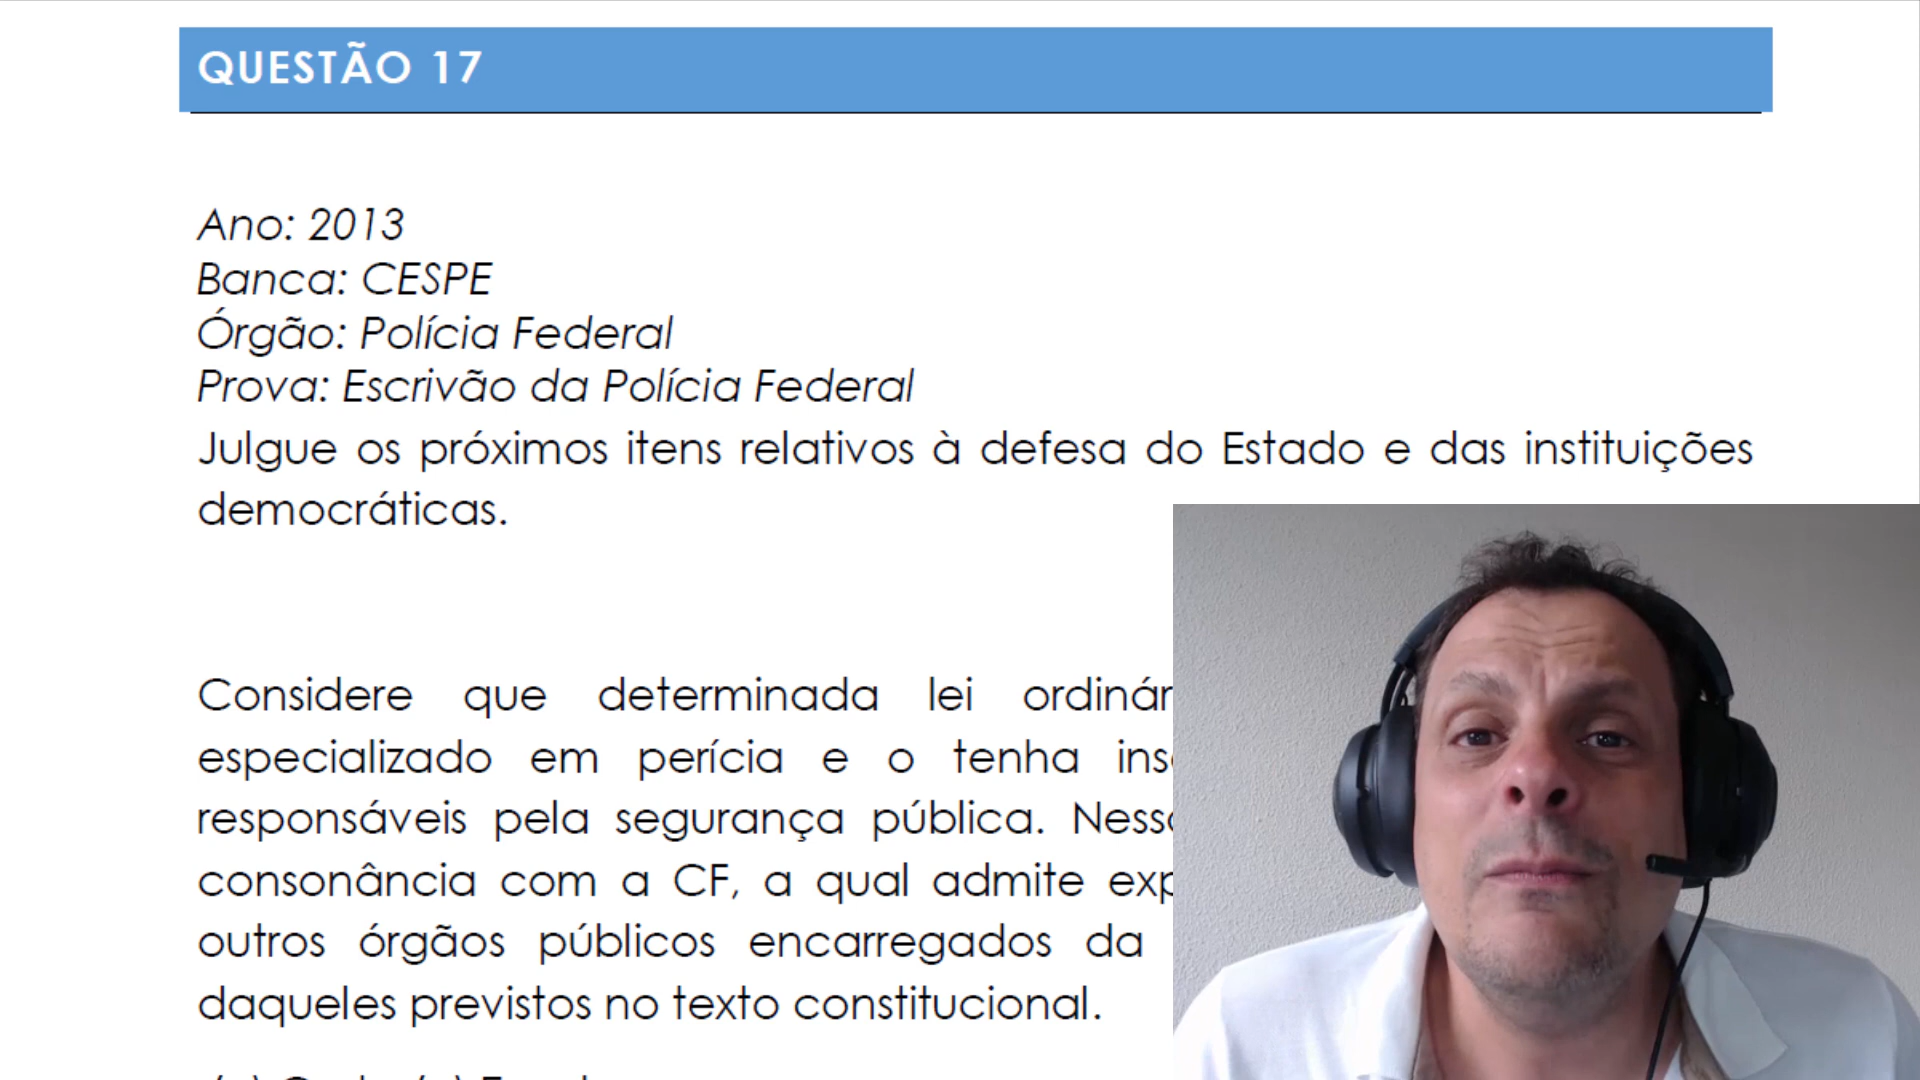 QUESTÃO 17
Ano: 2013
Banca: CESPE
Órgão: Polícia Federal
Prova: Escrivão da Polícia Federal
Julgue os próximos itens relativos à defesa do Estado e das instituições
democráticas.
Considere que determinada lei
especializado em perícia e o tenha
responsáveis pela segurança pública.
consonância com a CF, a qual admite
outros órgãos públicos encarregados da
daqueles previstos no texto constitucional.